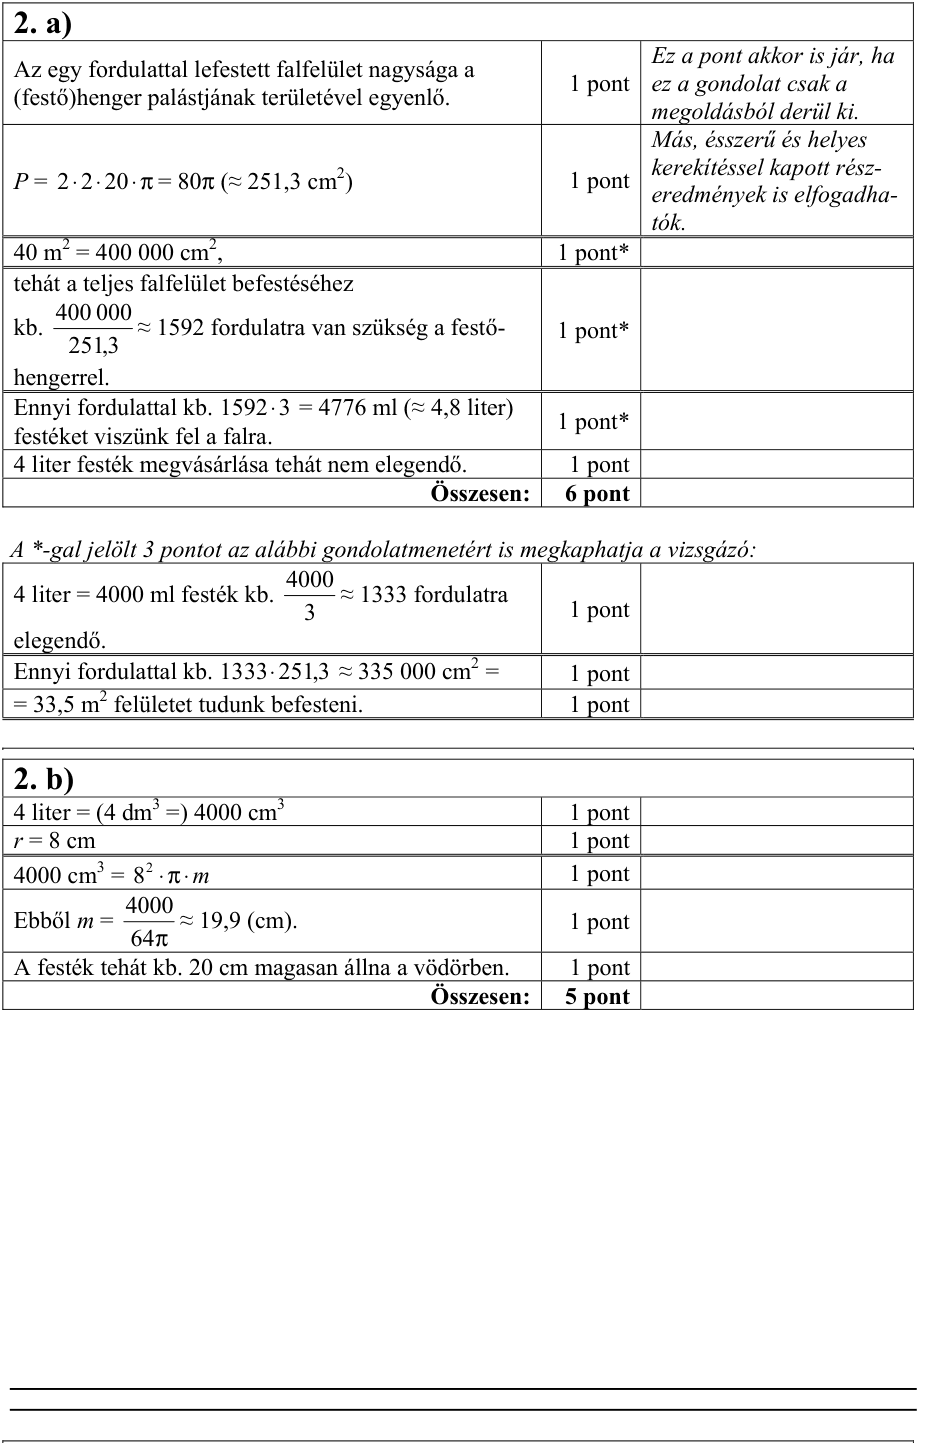 2. a)
Az egy fordulattal lefestett falfelület nagysága a
(festő)henger palástjának területével egyenlő.
1 pont
Ez a pont akkor is jár, ha
ez a gondolat csak a
megoldásból derül ki.
P = 2·2·20·π = 80π (≈ 251,3 cm²)
1 pont
Más, ésszerű és helyes
kerekítéssel kapott rész-
eredmények is elfogadha-
tók.
40 m² = 400 000 cm²,
1 pont*
tehát a teljes falfelület befestéséhez
kb. 400 000/251,3 ≈ 1592 fordulatra van szükség a festő-
hengerrel.
1 pont*
Ennyi fordulattal kb. 1592·3 = 4776 ml (≈ 4,8 liter)
festéket viszünk fel a falra.
1 pont*
4 liter festék megvásárlása tehát nem elegendő.
1 pont
Összesen:
6 pont
A *-gal jelölt 3 pontot az alábbi gondolatmenetért is megkaphatja a vizsgázó:
4 liter = 4000 ml festék kb. 4000/3 ≈ 1333 fordulatra
elegendő.
1 pont
Ennyi fordulattal kb. 1333·251,3 ≈ 335 000 cm² =
1 pont
= 33,5 m² felületet tudunk befesteni.
1 pont
2. b)
4 liter = (4 dm³ =) 4000 cm³
1 pont
r = 8 cm
1 pont
4000 cm³ = 8²·π·m
1 pont
Ebből m = 4000/64π ≈ 19,9 (cm).
1 pont
A festék tehát kb. 20 cm magasan állna a vödörben.
1 pont
Összesen:
5 pont